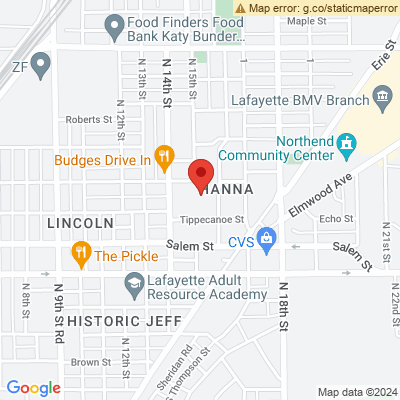 Map error: g.co/staticmaperror
Food Finders Food
Bank Katy Bunder...
Maple St
Erie St
ZF
N 13th St
N 14th St
N 15th St
N 12th St
Lafayette BMV Branch
Roberts St
Northend
Community Center
Budges Drive In
HANNA
Elmwood Ave
LINCOLN
Tippecanoe St
Echo St
N 21st St
Salem St
CVS
Salem St
The Pickle
N 8th St
N 9th St Rd
Lafayette Adult
Resource Academy
N 18th St
N 22nd St
HISTORIC JEFF
N 12th St
Sheridan Rd
S Thompson St
Brown St
Google
Map data ©2024